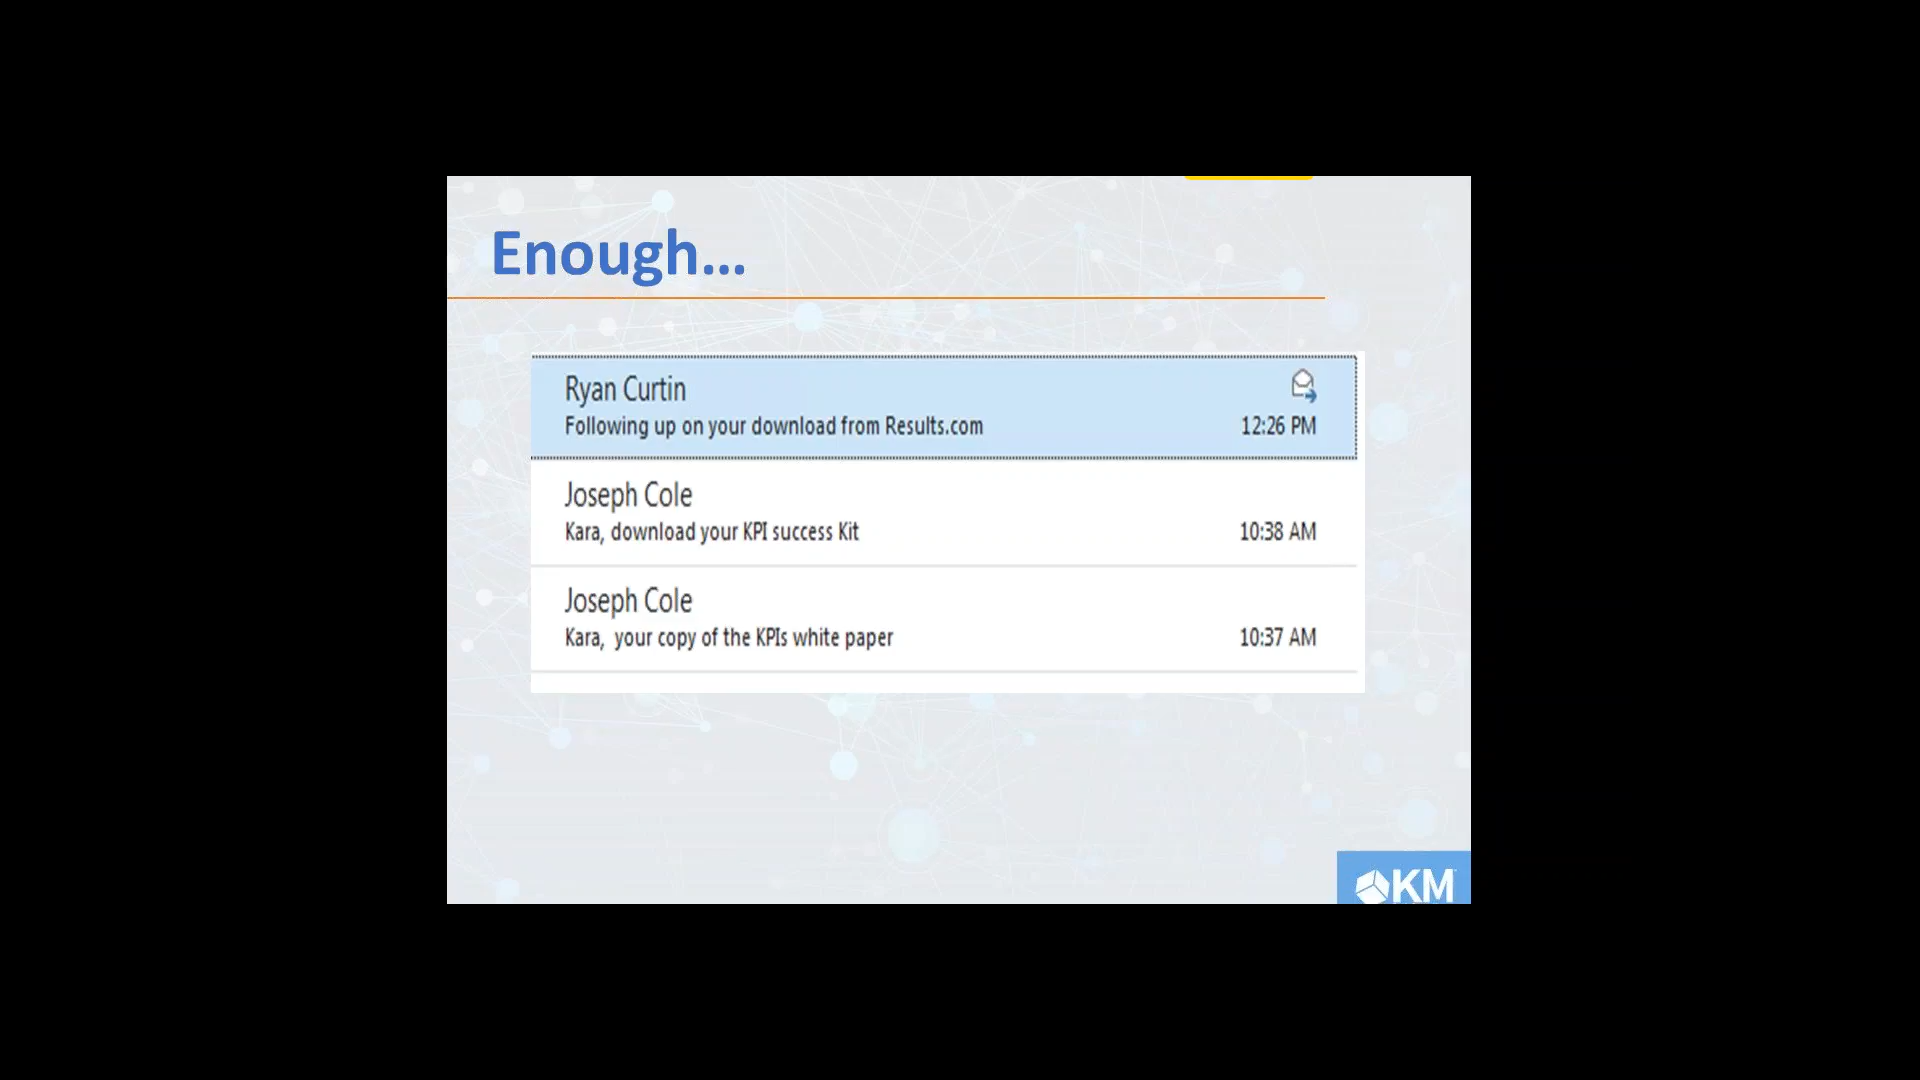 Enough...
Ryan Curtin
Following up on your download from Results.com 12:26 PM
Joseph Cole
Kara, download your KPI success Kit 10:38 AM
Joseph Cole
Kara, your copy of the KPIs white paper 10:37 AM
KM